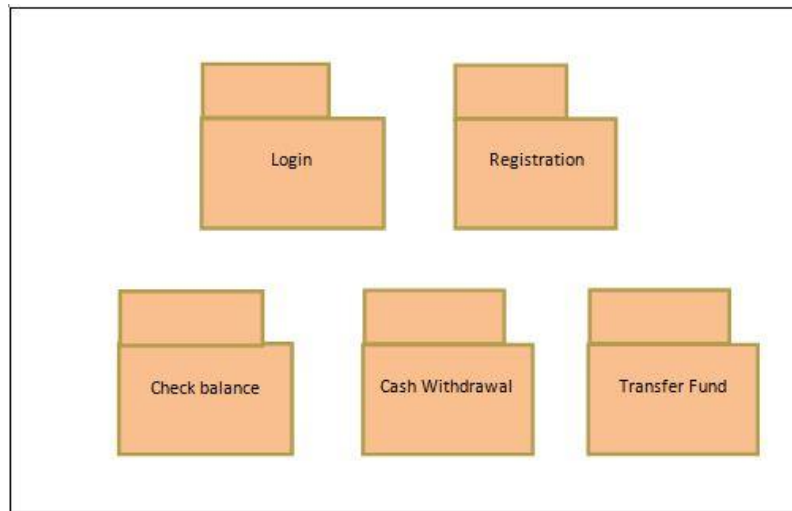 Login
Registration
Check balance
Cash Withdrawal
Transfer Fund